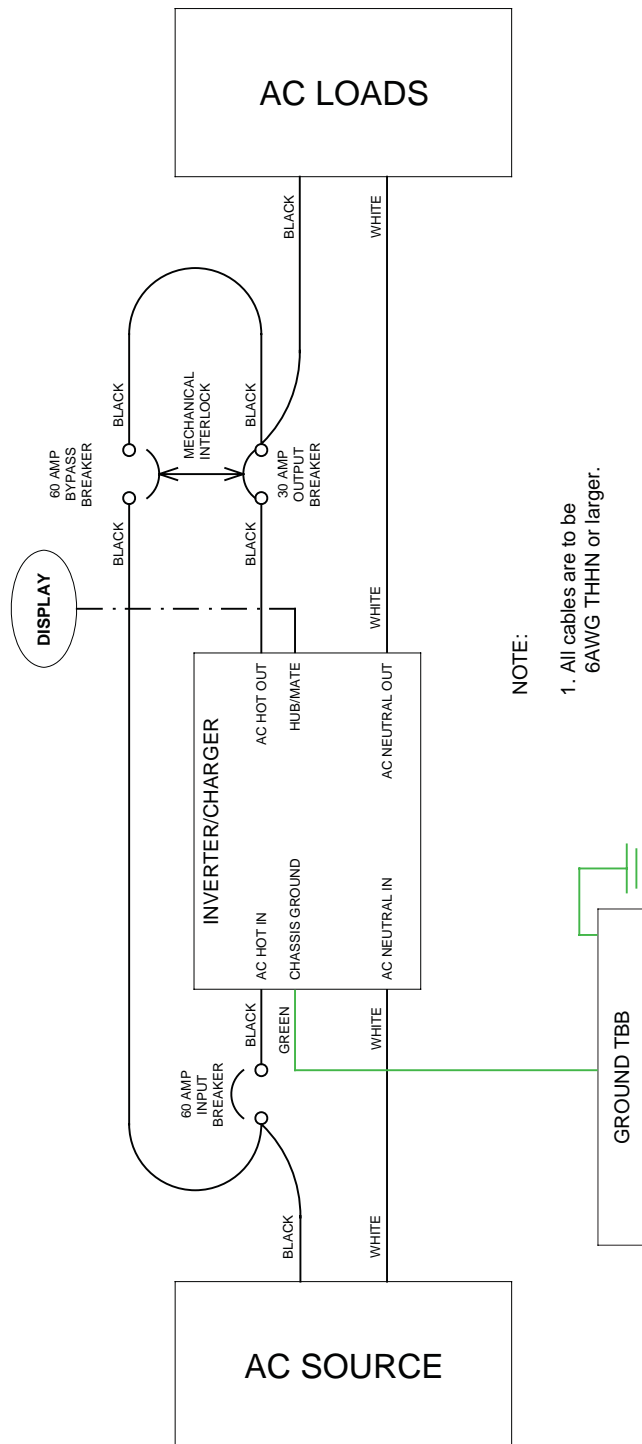 AC LOADS
BLACK
WHITE
BLACK
BLACK
MECHANICAL
INTERLOCK
60 AMP
BYPASS
BREAKER
30 AMP
OUTPUT
BREAKER
BLACK
BLACK
DISPLAY
WHITE
INVERTER/CHARGER
AC HOT OUT
HUB/MATE
AC NEUTRAL OUT
AC HOT IN
CHASSIS GROUND
AC NEUTRAL IN
NOTE:
1. All cables are to be
6AWG THHN or larger.
BLACK
GREEN
WHITE
60 AMP
INPUT
BREAKER
GROUND TBB
BLACK
WHITE
AC SOURCE